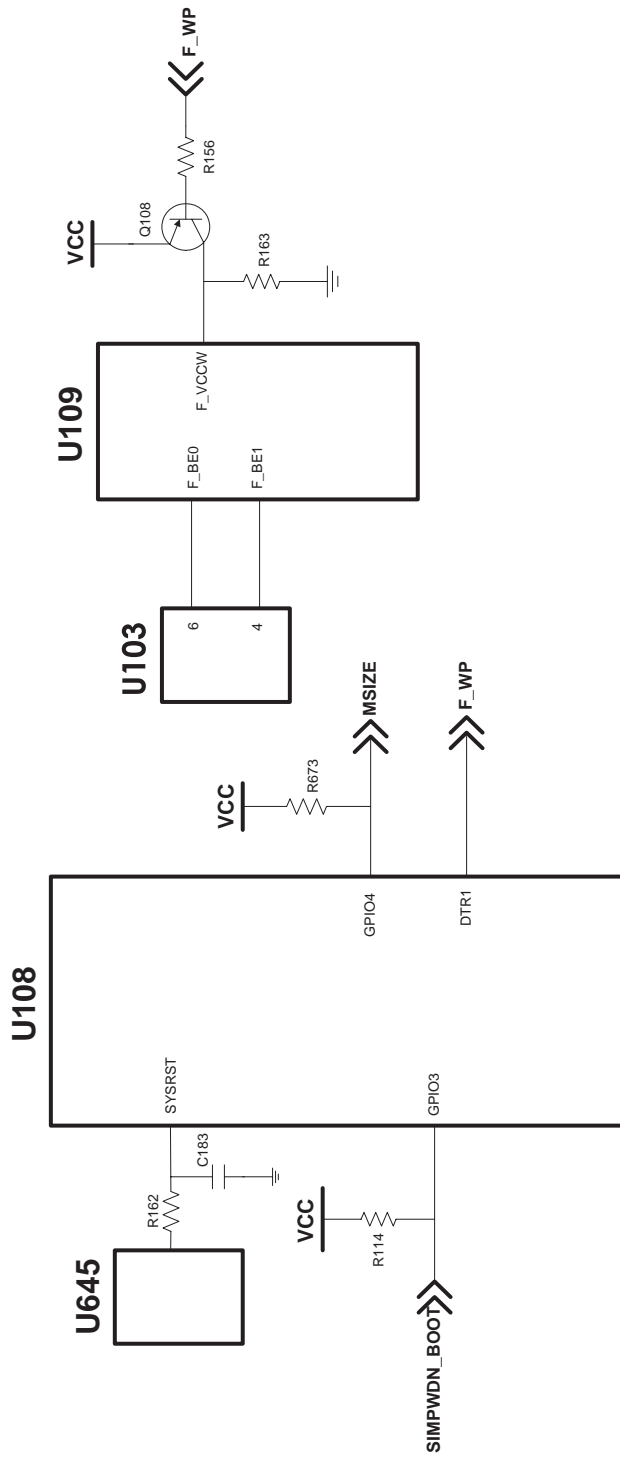 U108
U645
R162
C183
SYSRST
VCC
R114
SIMPWDN_BOOT
GPIO3
VCC
R673
GPIO4
MSIZE
DTR1
F_WP
U103
6
4
U109
F_BE0
F_BE1
F_VCCW
VCC
Q108
R156
F_WP
R163